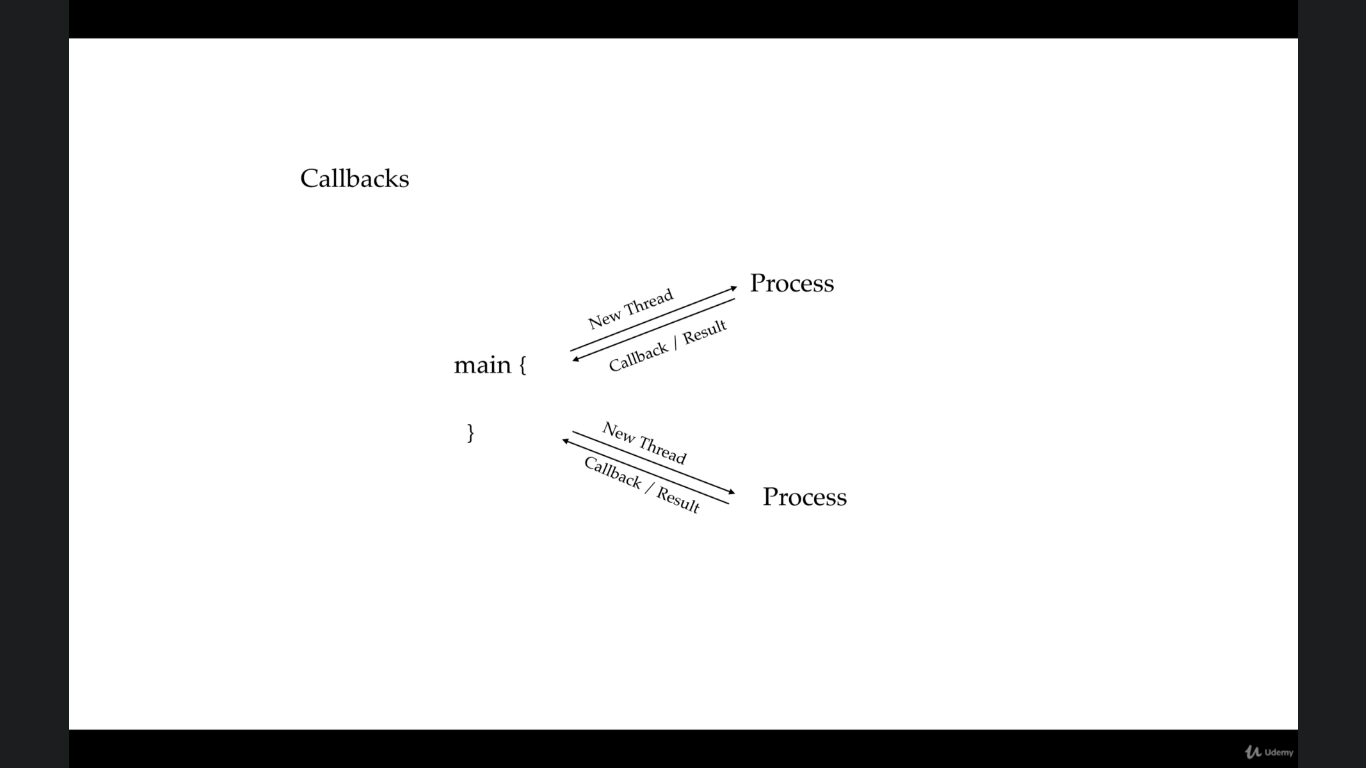 Callbacks
Process
New Thread
Callback / Result
main {
}
New Thread
Callback / Result
Process
Udemy